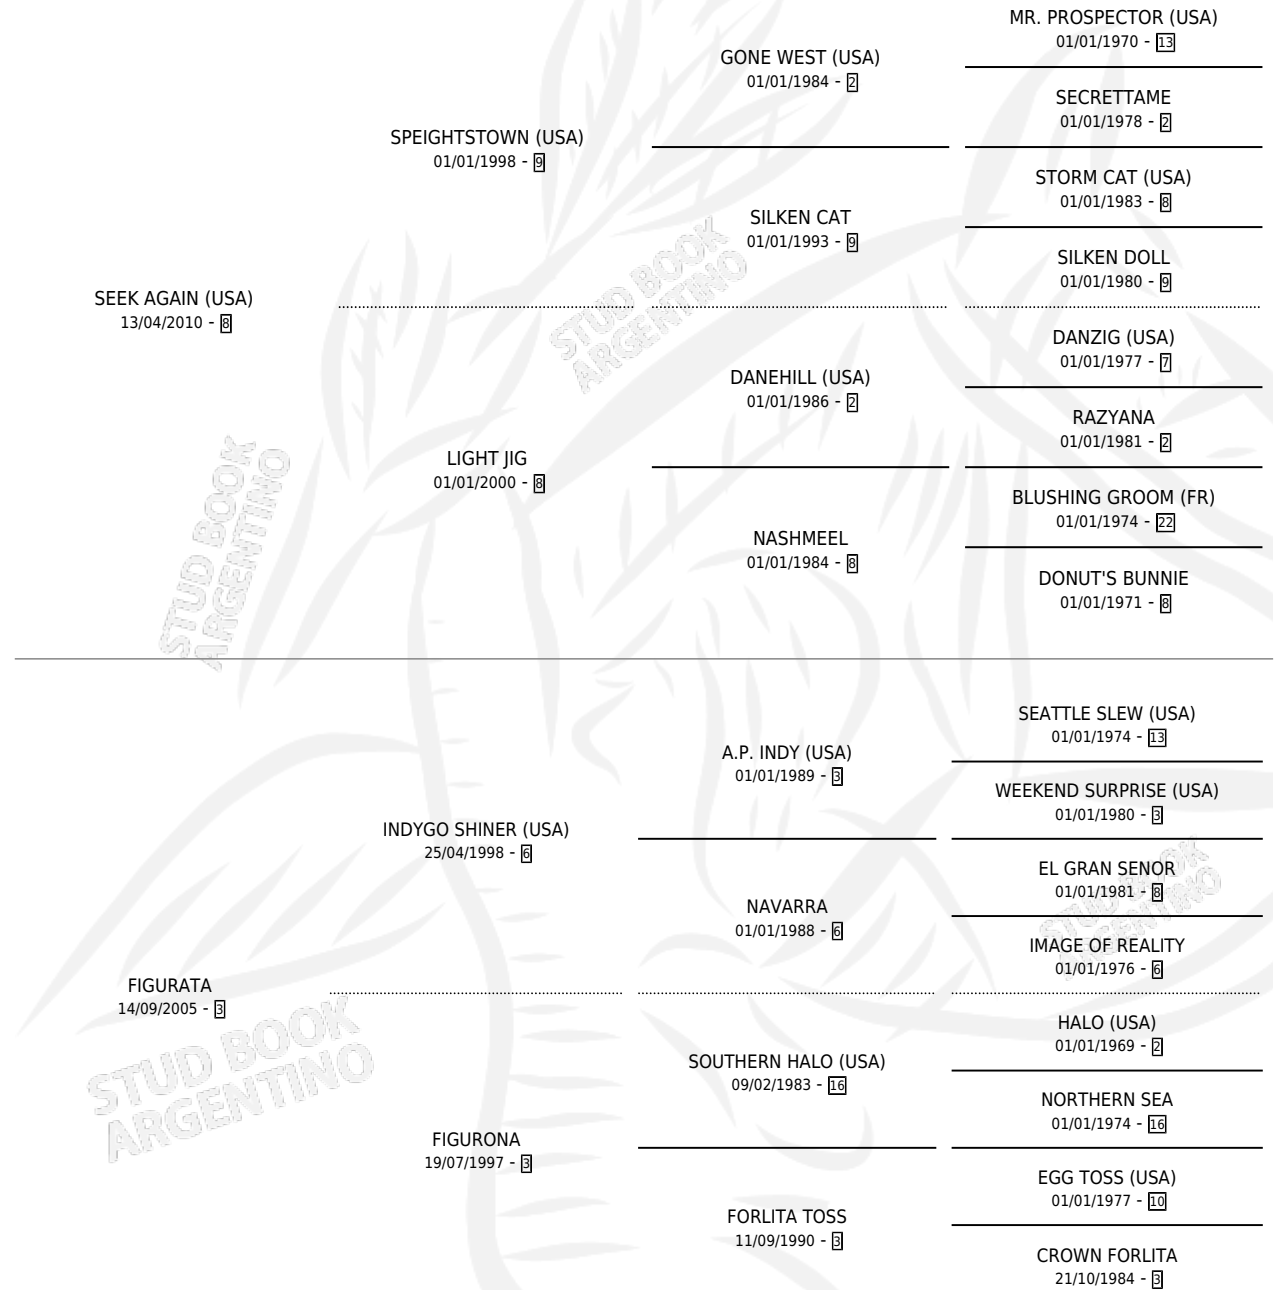 MR. PROSPECTOR (USA)
01/01/1970 - 13
GONE WEST (USA)
01/01/1984 - 2
SECRETTAME
01/01/1978 - 2
SPEIGHTSTOWN (USA)
01/01/1998 - 9
STORM CAT (USA)
01/01/1983 - 8
SILKEN CAT
01/01/1993 - 9
SILKEN DOLL
01/01/1980 - 9
SEEK AGAIN (USA)
13/04/2010 - 8
DANZIG (USA)
01/01/1977 - 7
DANEHILL (USA)
01/01/1986 - 2
RAZYANA
01/01/1981 - 2
LIGHT JIG
01/01/2000 - 8
BLUSHING GROOM (FR)
01/01/1974 - 22
NASHMEEL
01/01/1984 - 8
DONUT'S BUNNIE
01/01/1971 - 8
SEATTLE SLEW (USA)
01/01/1974 - 13
A.P. INDY (USA)
01/01/1989 - 3
WEEKEND SURPRISE (USA)
01/01/1980 - 3
INDYGO SHINER (USA)
25/04/1998 - 6
EL GRAN SENOR
01/01/1981 - 8
NAVARRA
01/01/1988 - 6
IMAGE OF REALITY
01/01/1976 - 6
FIGURATA
14/09/2005 - 3
HALO (USA)
01/01/1969 - 2
SOUTHERN HALO (USA)
09/02/1983 - 16
NORTHERN SEA
01/01/1974 - 16
FIGURONA
19/07/1997 - 3
EGG TOSS (USA)
01/01/1977 - 10
FORLITA TOSS
11/09/1990 - 3
CROWN FORLITA
21/10/1984 - 3
STUD BOOK
ARGENTINO
STUD BOOK
ARGENTINO
STUD BOOK
ARGENTINO
STUD BOOK
ARGENTINO